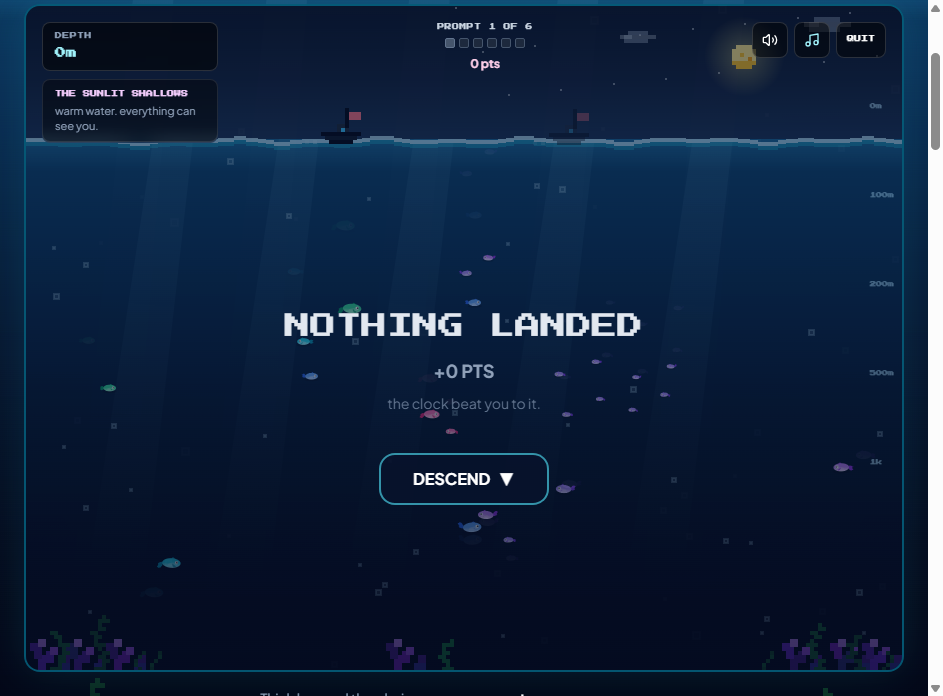 DEPTH
0m
THE SUNLIT SHALLOWS
warm water. everything can
see you.
PROMPT 1 OF 6
0 pts
QUIT
0m
100m
200m
500m
1k
NOTHING LANDED
+0 PTS
the clock beat you to it.
DESCEND ▼